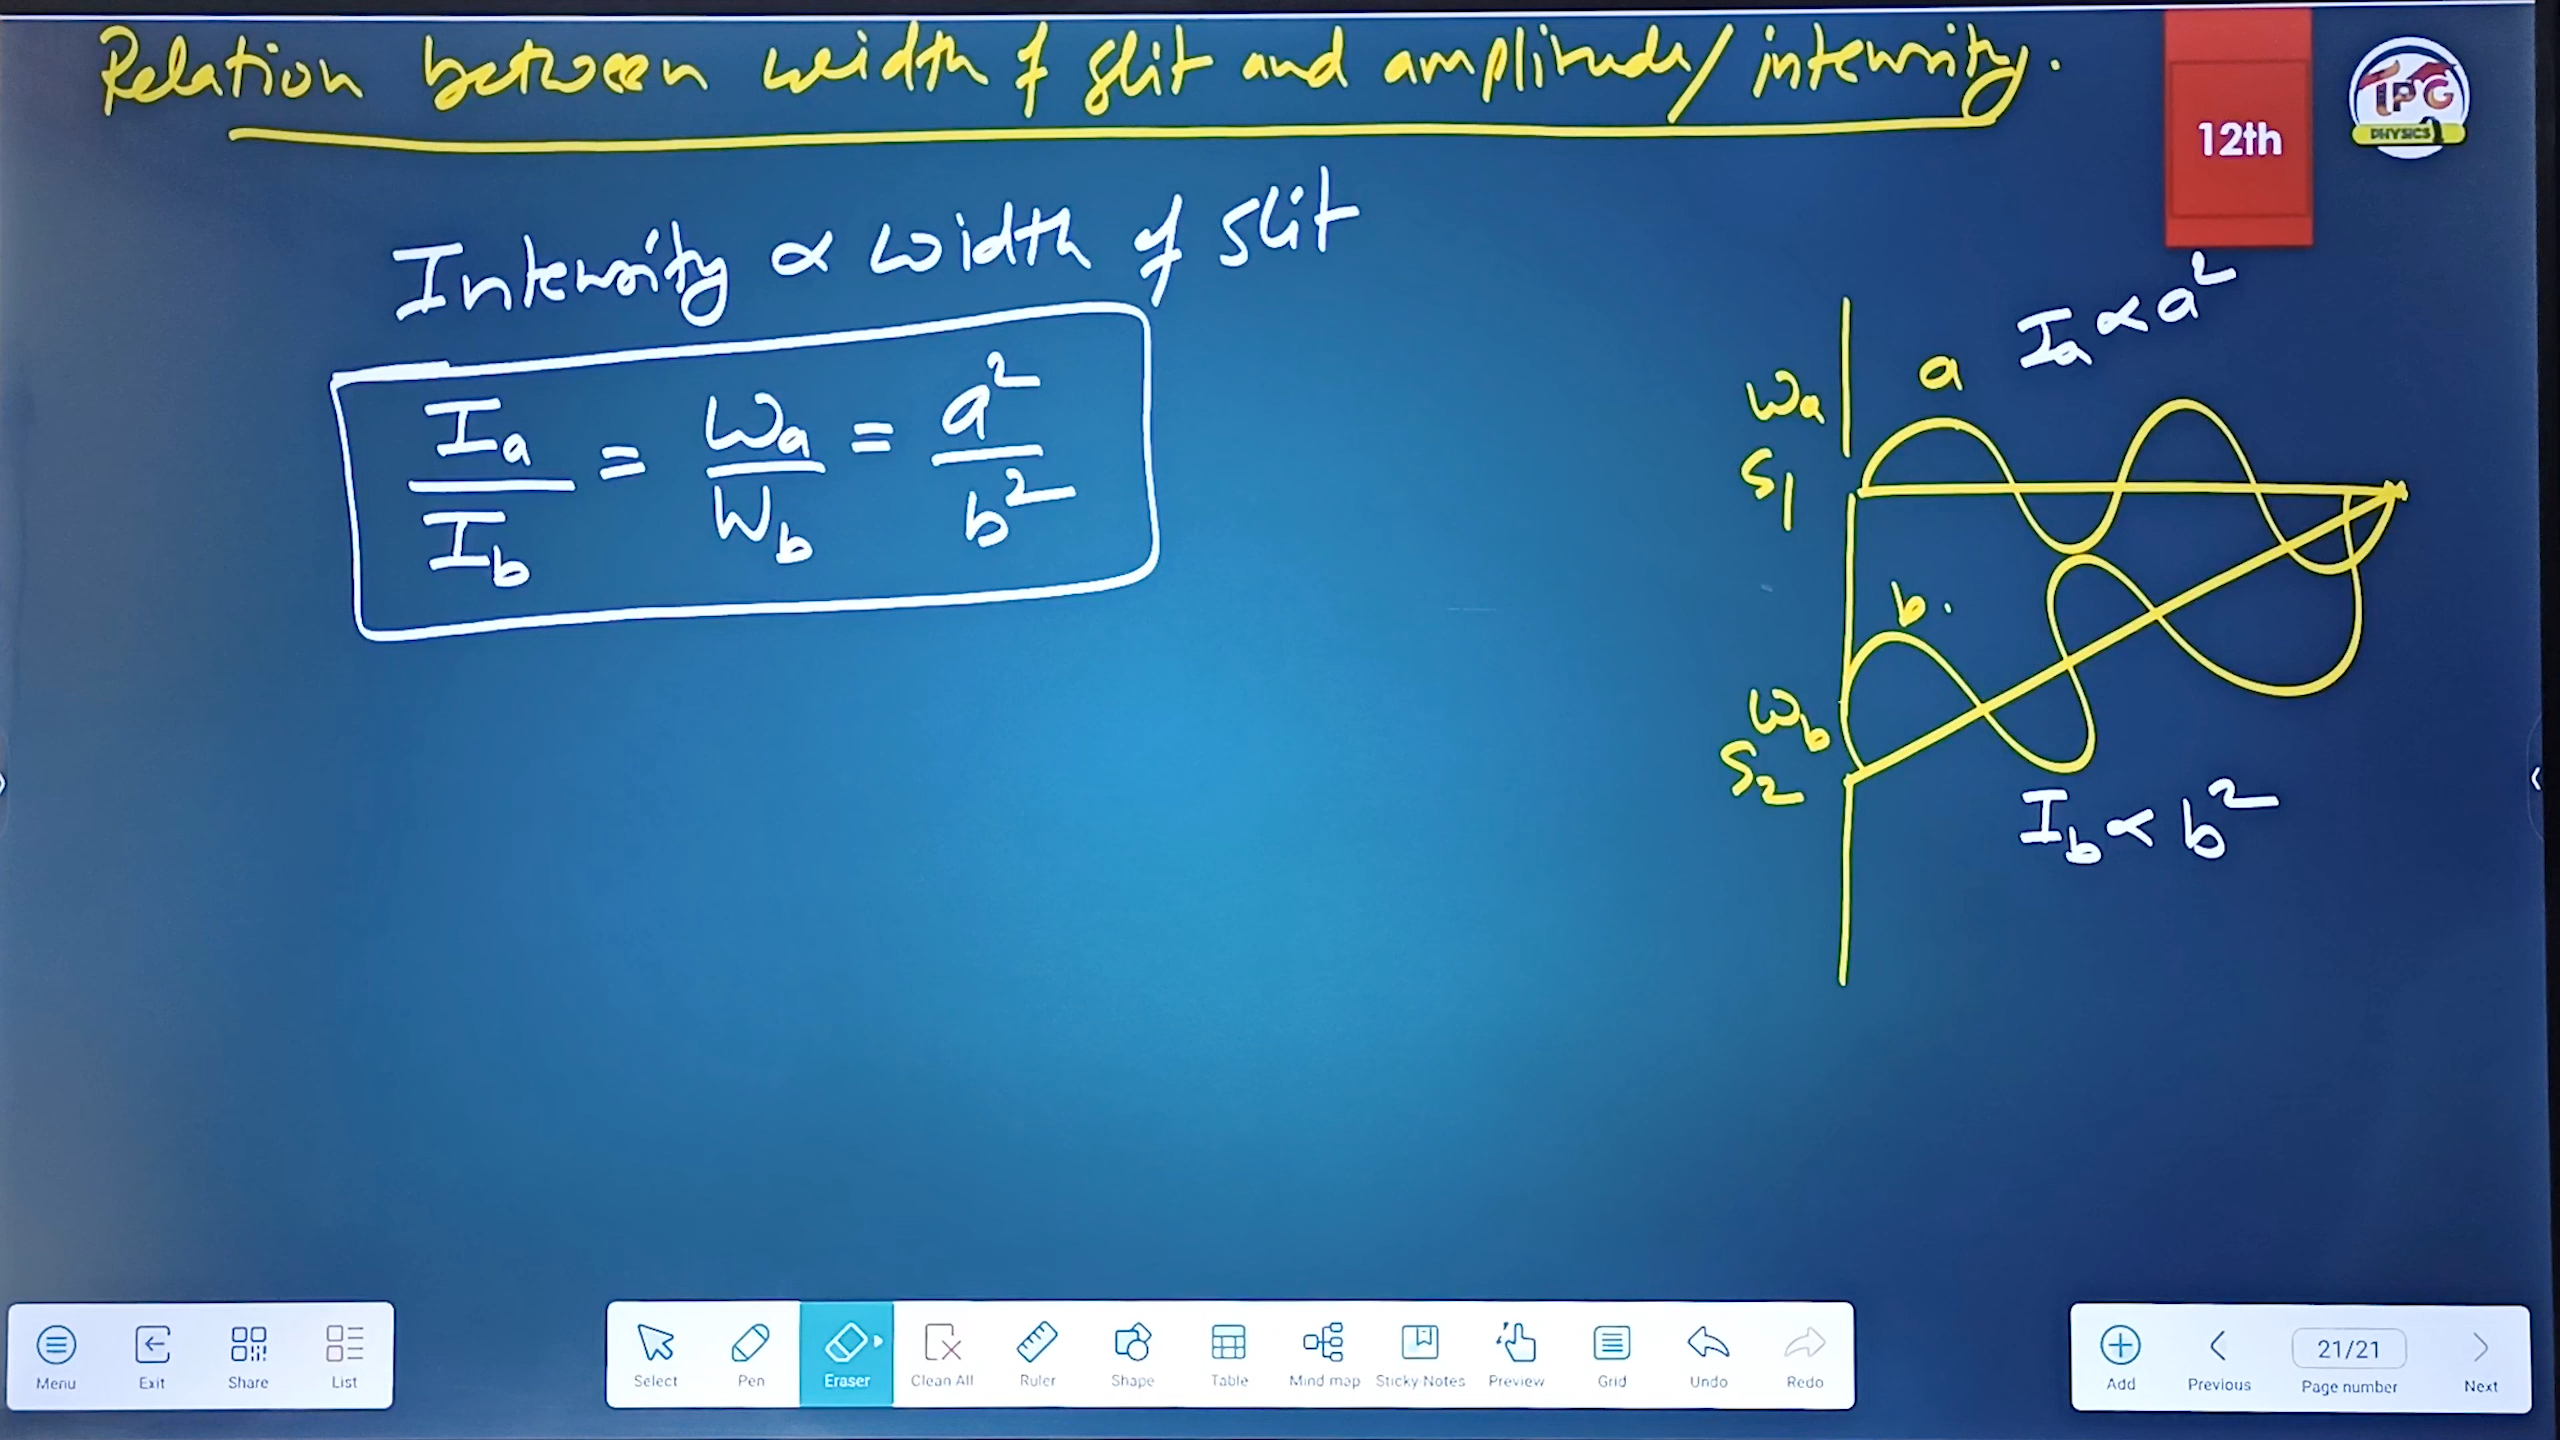 Relation between width of slit and amplitude/intensity.
12th
TPG
PHYSICS
Intensity ∝ width of slit
Ia/Ib = Wa/Wb = a²/b²
Ia ∝ a²
a
Wa
S1
b.
Wb
S2
Ib ∝ b²
Menu Exit Share List
Select Pen Eraser Clean All Ruler Shape Table Mind map Sticky Notes Preview Grid Undo Redo
Add Previous 21/21 Page number Next